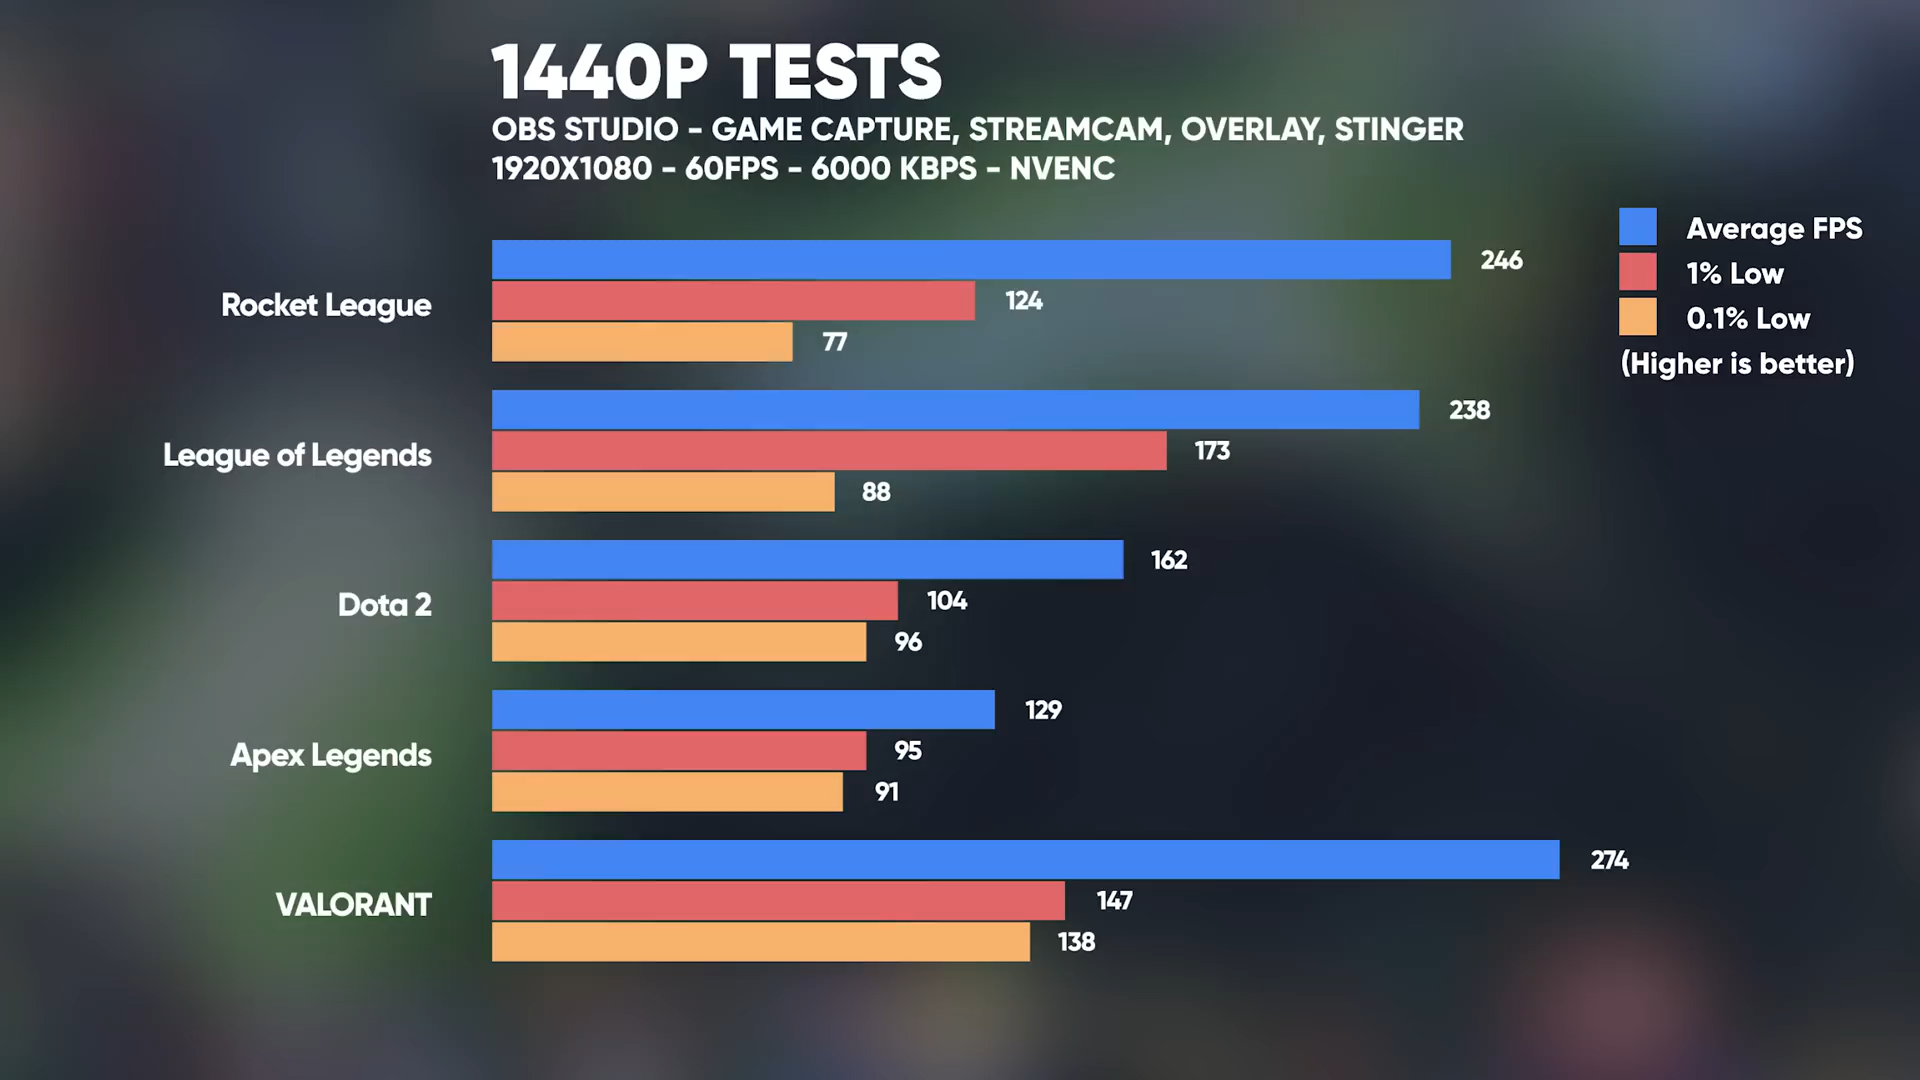 1440P TESTS
OBS STUDIO - GAME CAPTURE, STREAMCAM, OVERLAY, STINGER
1920X1080 - 60FPS - 6000 KBPS - NVENC
Average FPS
1% Low
0.1% Low
(Higher is better)
Rocket League
246
124
77
League of Legends
238
173
88
Dota 2
162
104
96
Apex Legends
129
95
91
VALORANT
274
147
138